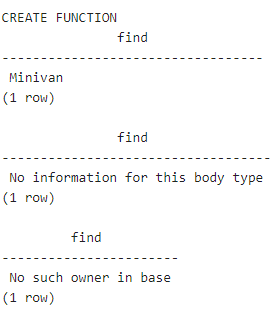 CREATE FUNCTION
find
----------------------------------
Minivan
(1 row)
find
-----------------------------------
No information for this body type
(1 row)
find
-----------------------
No such owner in base
(1 row)